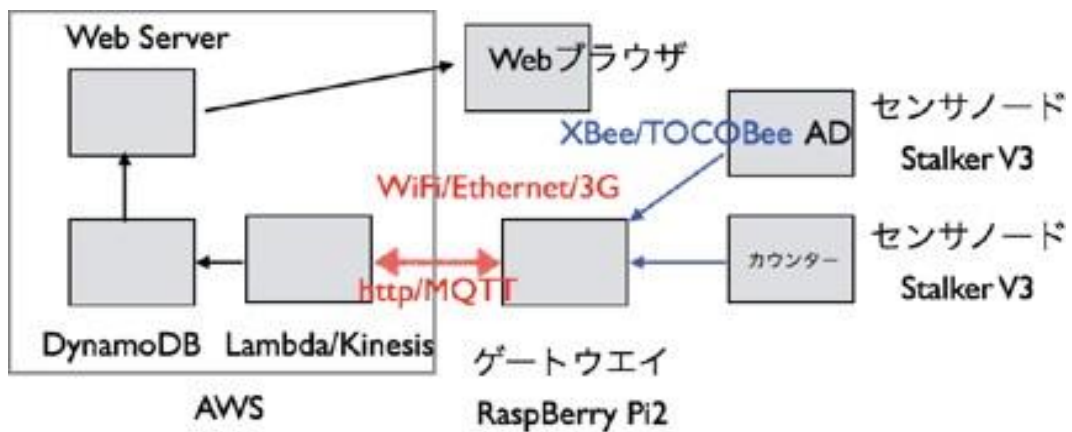 Web Server
Webブラウザ
XBee/TOCOBee
AD
センサノード
Stalker V3
WiFi/Ethernet/3G
http/MQTT
カウンター
センサノード
Stalker V3
DynamoDB
Lambda/Kinesis
ゲートウエイ
RaspBerry Pi2
AWS